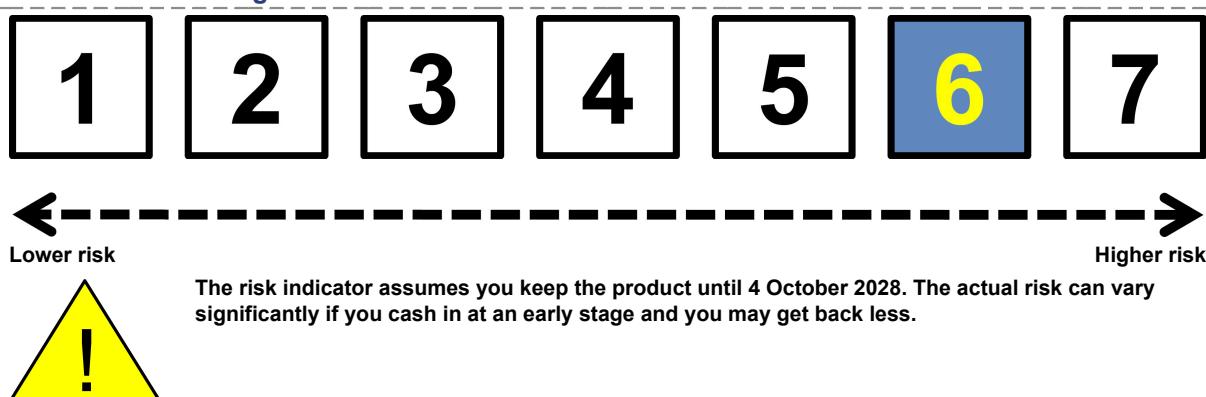 1 2 3 4 5 6 7
Lower risk Higher risk
The risk indicator assumes you keep the product until 4 October 2028. The actual risk can vary
significantly if you cash in at an early stage and you may get back less.
!